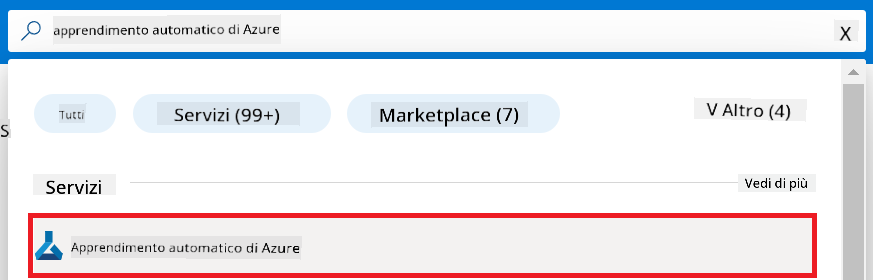 apprendimento automatico di Azure X
Tutti Servizi (99+) Marketplace (7) V Altro (4)
S
Servizi Vedi di più
Apprendimento automatico di Azure